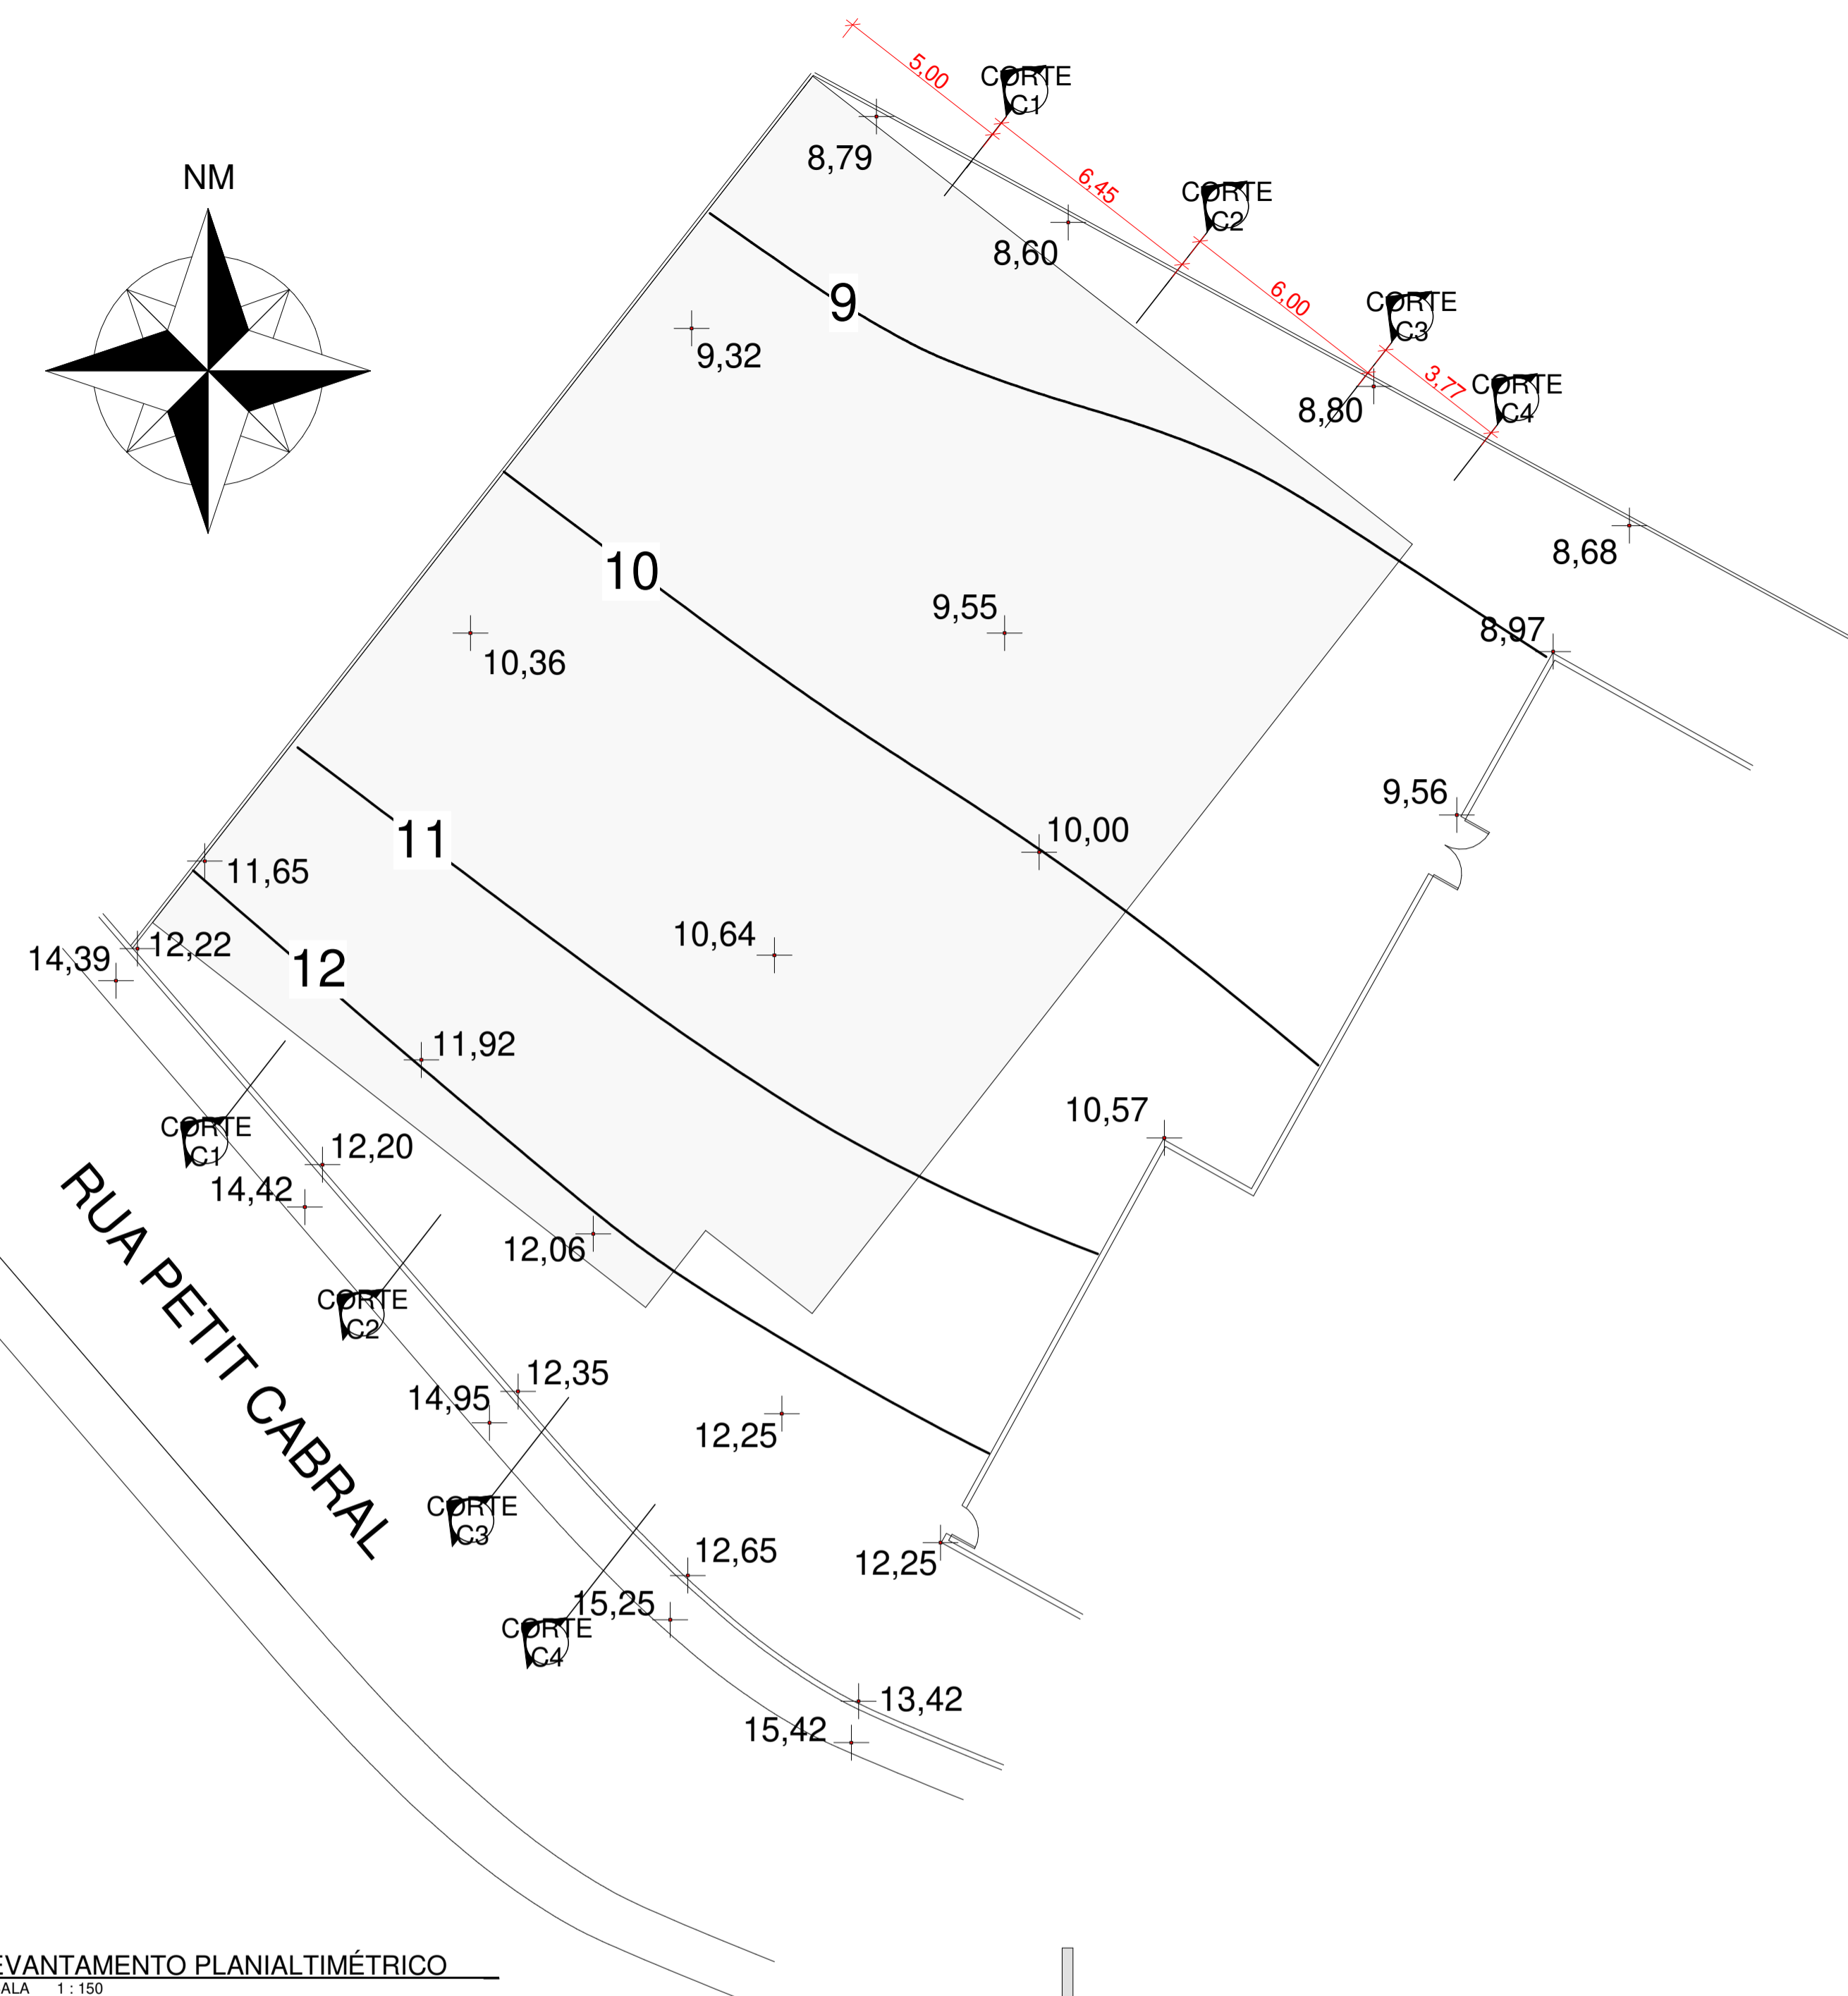 5,00
CORTE
C1
NM
8,79
6,45
CORTE
C2
8,60
6,00
CORTE
C3
9
9,32
3,77
CORTE
C4
8,80
8,68
10
9,55
8,97
10,36
9,56
11
10,00
11,65
10,64
12,22
14,39
12
11,92
10,57
CORTE
C1
12,20
14,42
12,06
RUA PETIT CABRAL
CORTE
C2
12,35
14,95
12,25
CORTE
C3
12,65
12,25
15,25
CORTE
C4
13,42
15,42
EVANTAMENTO PLANIALTIMÉTRICO
ALA 1 : 150